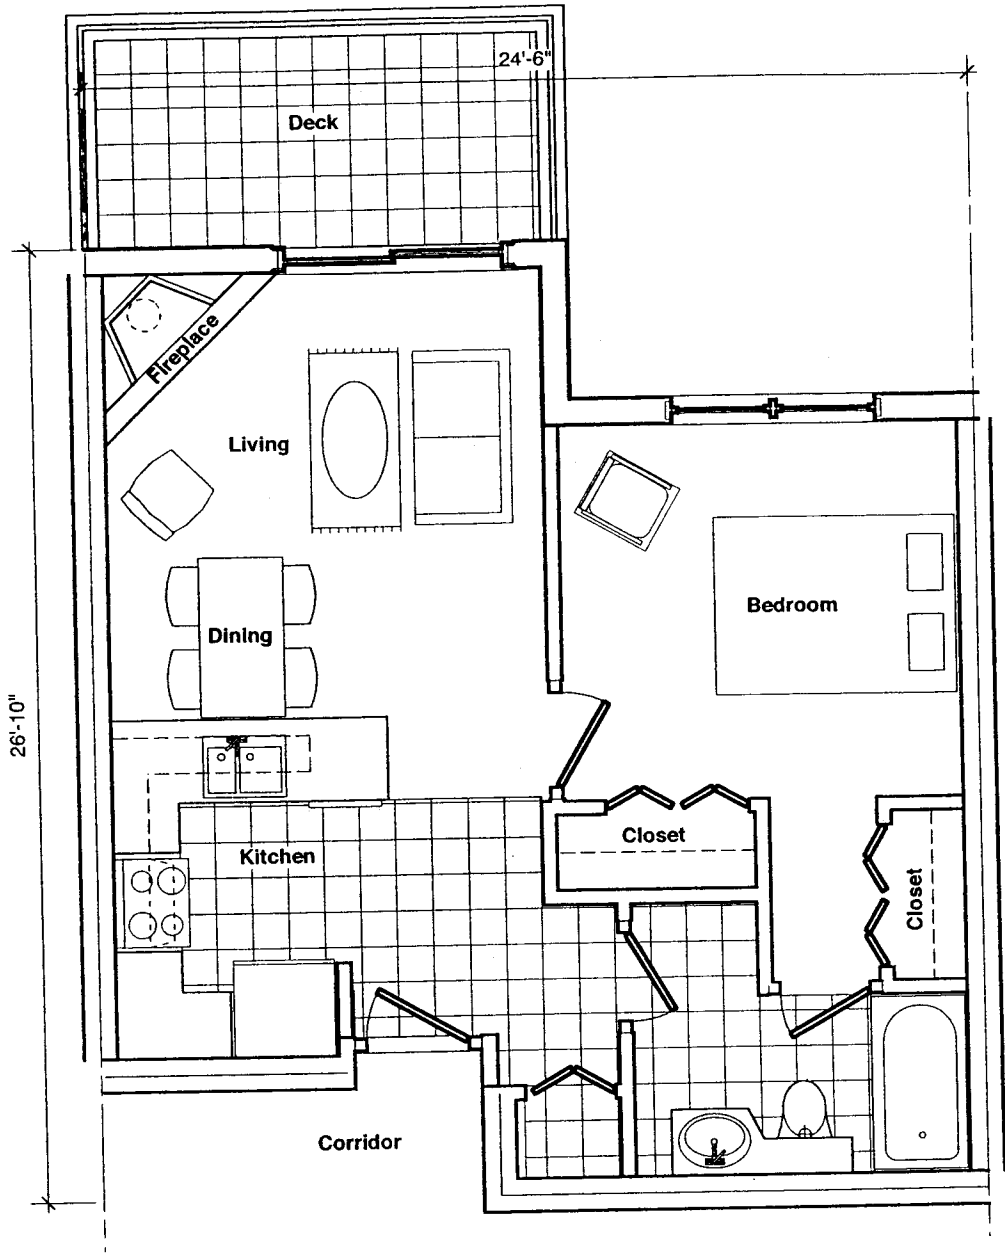 24'-6"
Deck
Fireplace
Living
Dining
Bedroom
26'-10"
Kitchen
Closet
Closet
Corridor